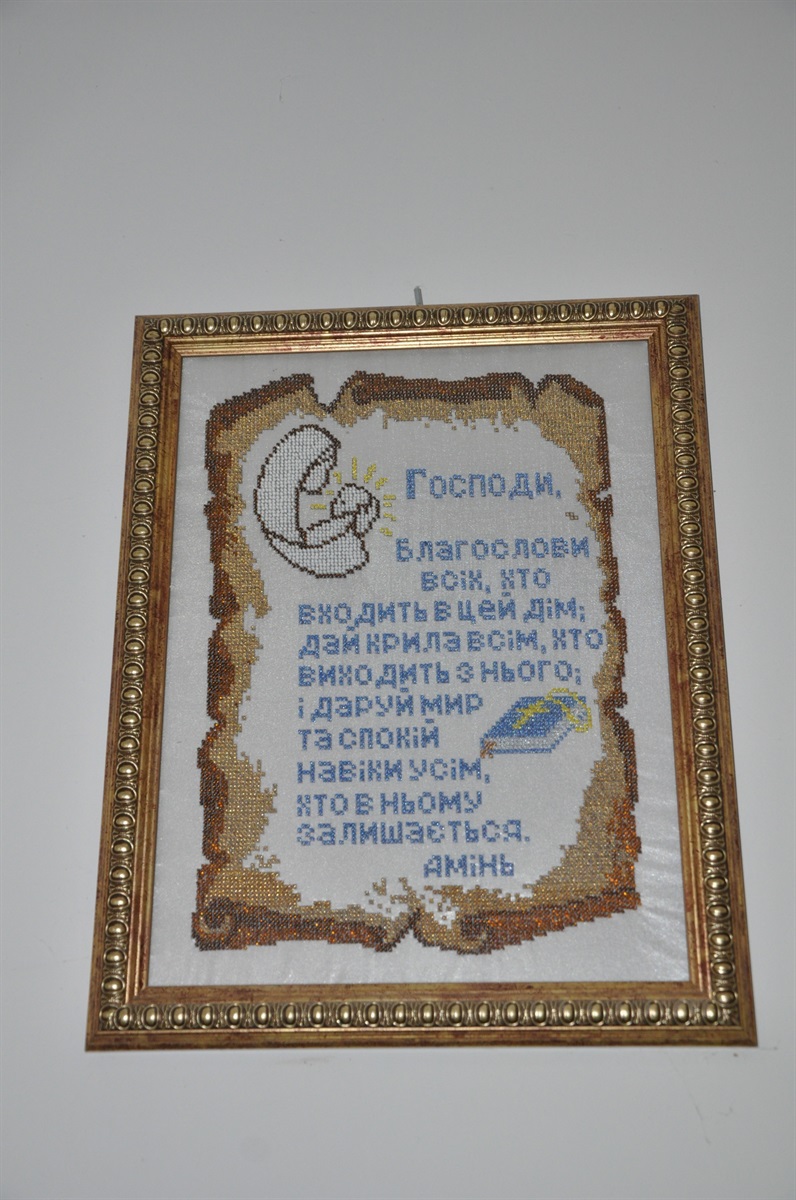 Господи,
Благослови
всіх, хто
входить в цей дім;
дай крила всім, хто
виходить з нього;
і даруй мир
та спокій
навіки усім,
хто в ньому
залишається.
амінь